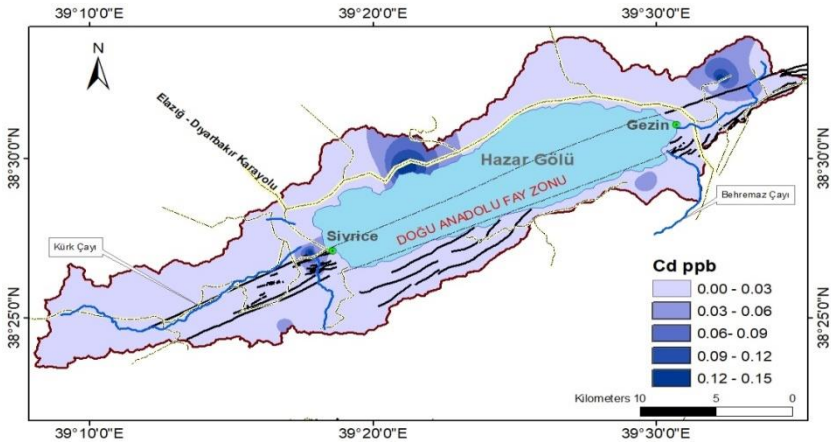 39°10'0"E
39°20'0"E
39°30'0"E
N
Elazığ - Diyarbakır Karayolu
Gezin
38°30'0"N
38°30'0"N
Hazar Gölü
DOĞU ANADOLU FAY ZONU
Behremaz Çayı
Kürk Çayı
Sivrice
Cd ppb
0.00 - 0.03
0.03 - 0.06
0.06- 0.09
0.09 - 0.12
0.12 - 0.15
38°25'0"N
38°25'0"N
Kilometers 10 5 0
39°10'0"E
39°20'0"E
39°30'0"E